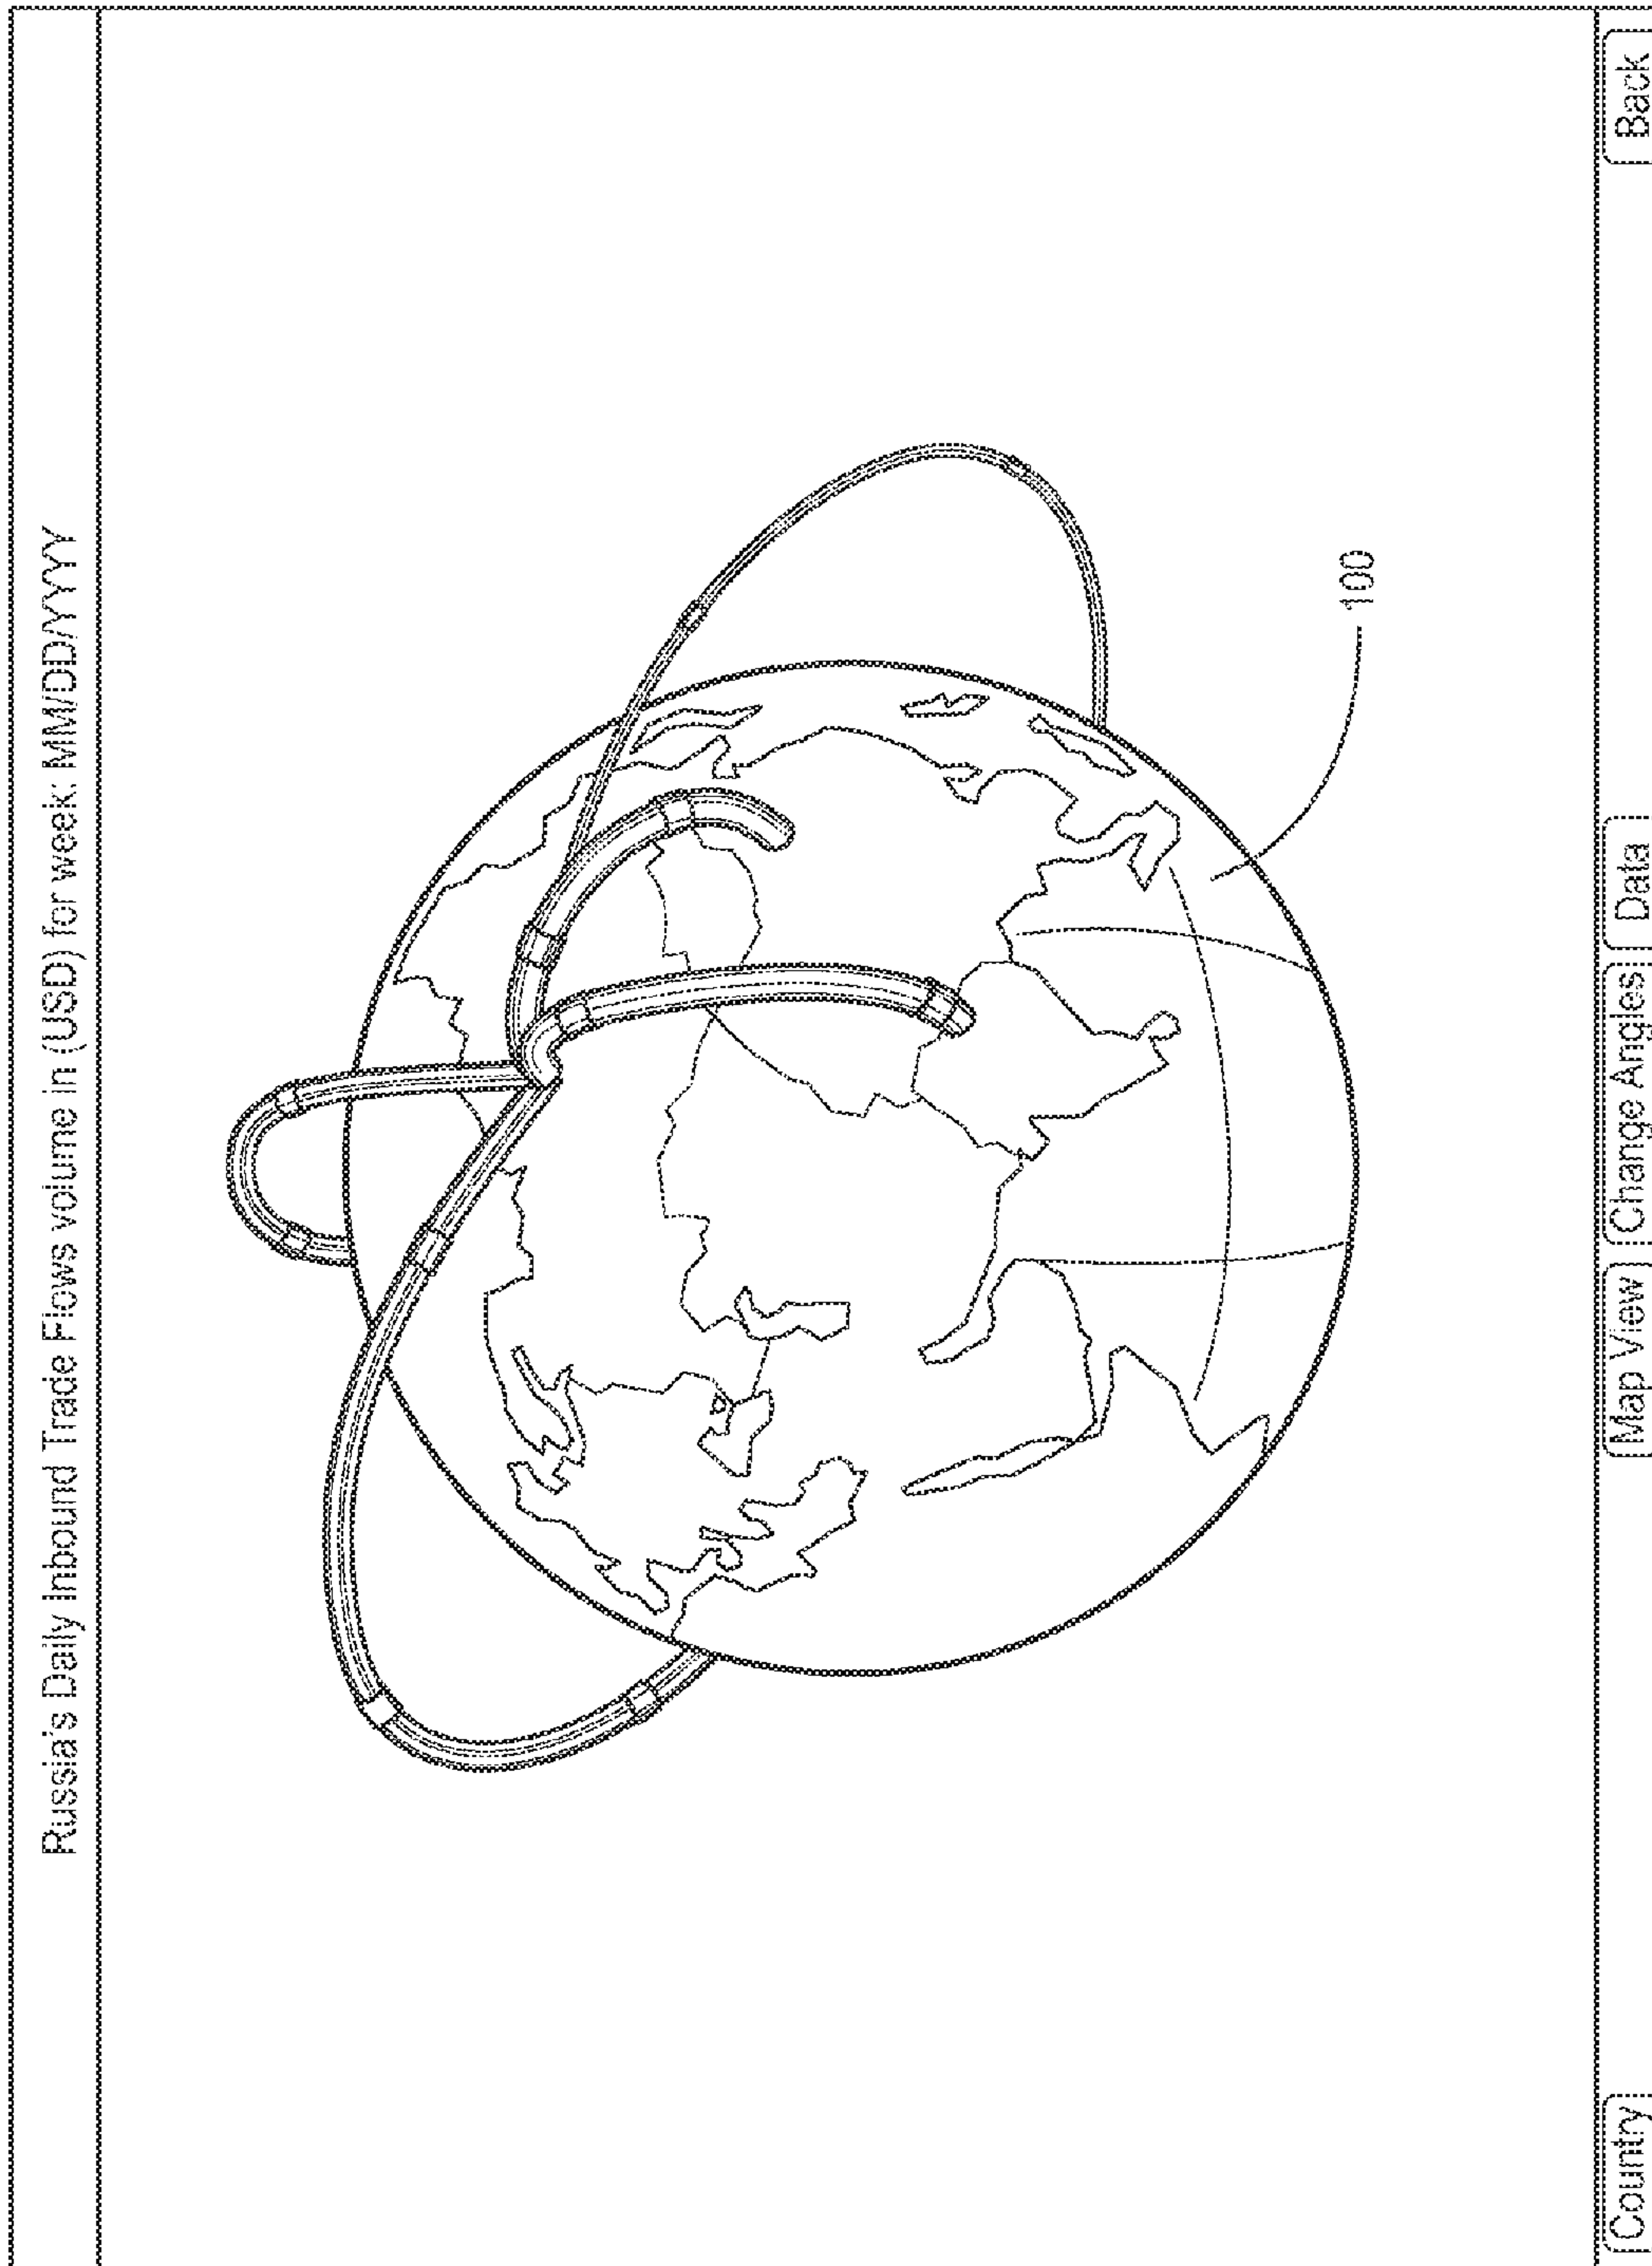 Russia's Daily Inbound Trade Flows volume in (USD) for week: MM/DD/YYYY
100
Country
Map View
Change Angles
Data
Back